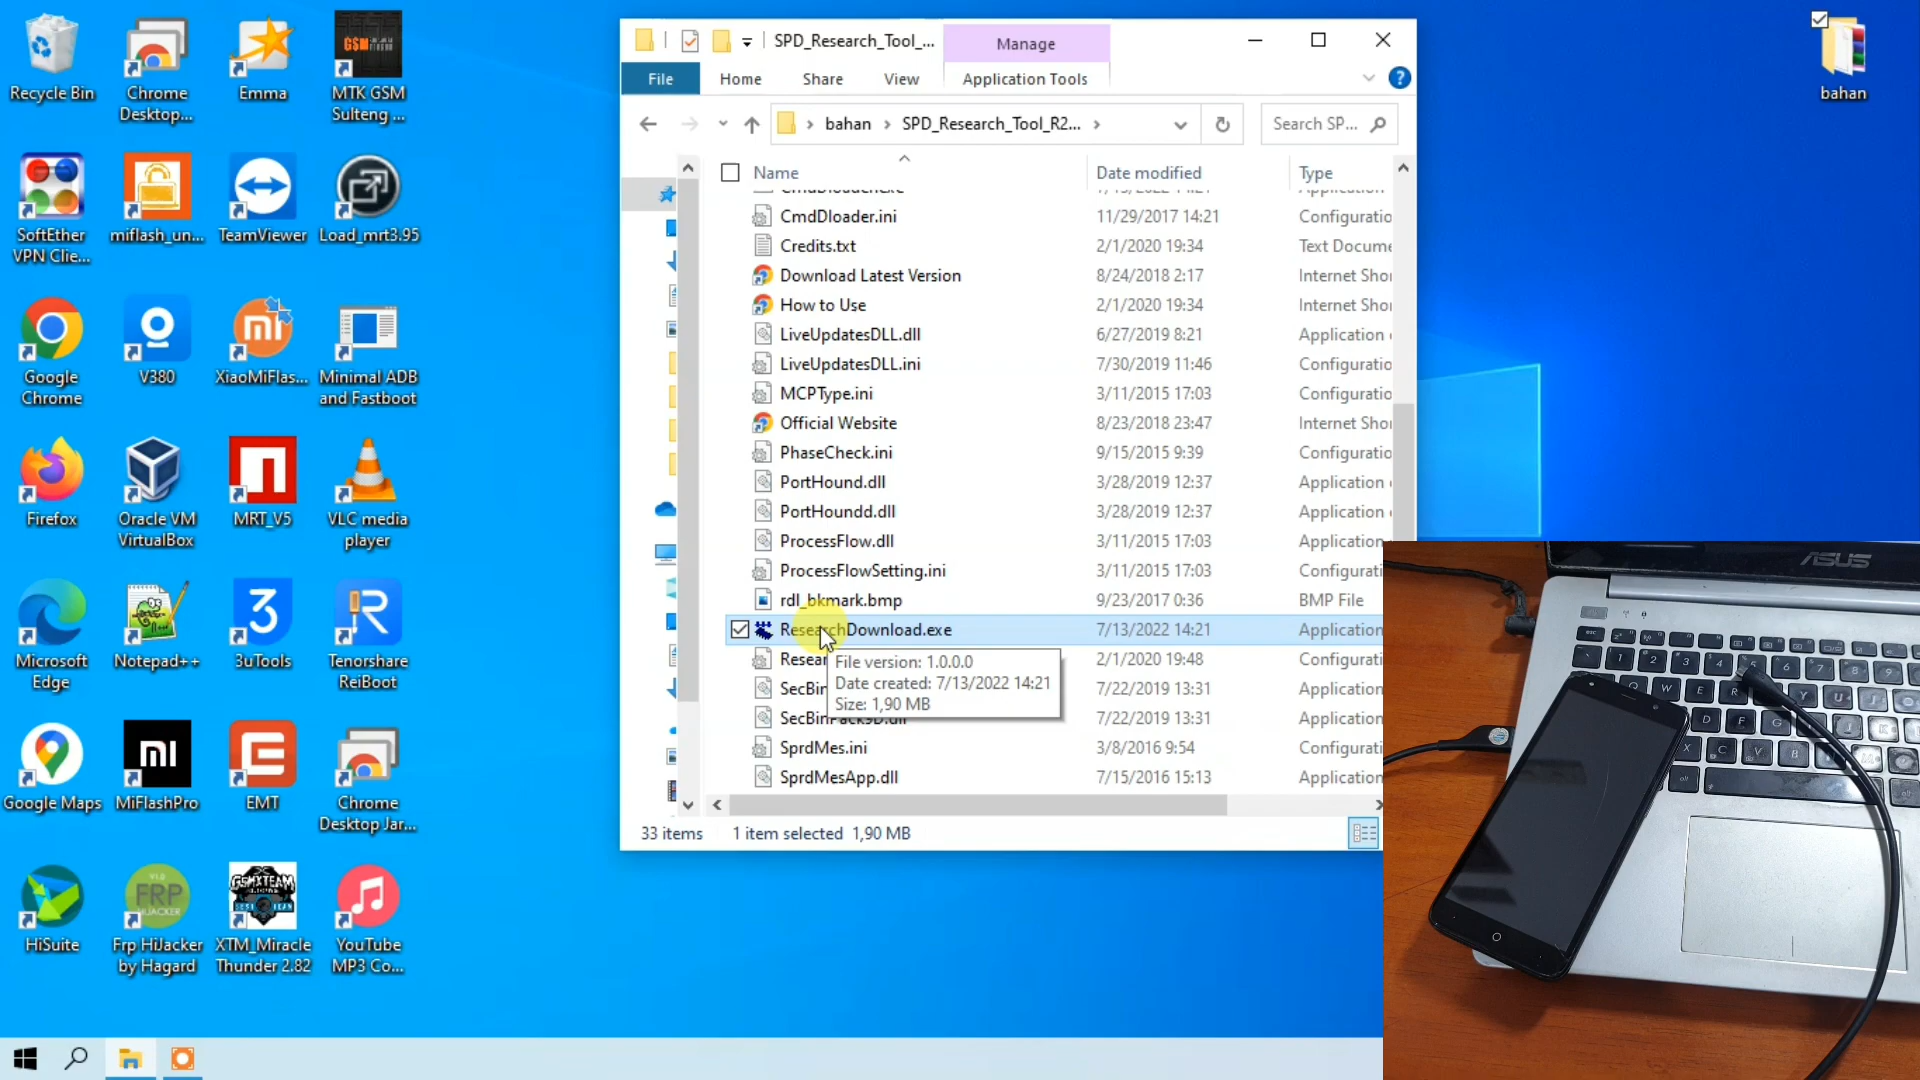 Recycle Bin
Chrome
Desktop...
Emma
GSM
MTK GSM
Sulteng ...
SoftEther
VPN Clie...
miflash_un...
TeamViewer
Load_mrt3.95
Google
Chrome
V380
XiaoMiFlas...
Minimal ADB
and Fastboot
Firefox
Oracle VM
VirtualBox
MRT_V5
VLC media
player
Microsoft
Edge
Notepad++
3uTools
Tenorshare
ReiBoot
Google Maps
MiFlashPro
EMT
Chrome
Desktop Jar...
HiSuite
FRP
HIJACKER
Frp HiJacker
by Hagard
GSMXTEAM
XTM_Miracle
Thunder 2.82
YouTube
MP3 Co...
bahan
SPD_Research_Tool_...
Manage
File
Home
Share
View
Application Tools
bahan
SPD_Research_Tool_R2...
Search SP...
Name
Date modified
Type
CmdDloader.ini 11/29/2017 14:21 Configuratio
Credits.txt 2/1/2020 19:34 Text Docume
Download Latest Version 8/24/2018 2:17 Internet Shor
How to Use 2/1/2020 19:34 Internet Shor
LiveUpdatesDLL.dll 6/27/2019 8:21 Application
LiveUpdatesDLL.ini 7/30/2019 11:46 Configuratio
MCPType.ini 3/11/2015 17:03 Configuratio
Official Website 8/23/2018 23:47 Internet Shor
PhaseCheck.ini 9/15/2015 9:39 Configuratio
PortHound.dll 3/28/2019 12:37 Application
PortHoundd.dll 3/28/2019 12:37 Application
ProcessFlow.dll 3/11/2015 17:03 Application
ProcessFlowSetting.ini 3/11/2015 17:03 Configurati
rdl_bkmark.bmp 9/23/2017 0:36 BMP File
ResearchDownload.exe 7/13/2022 14:21 Application
Resear 2/1/2020 19:48 Configurati
SecBin 7/22/2019 13:31 Application
SecBinPack9D.dll 7/22/2019 13:31 Application
SprdMes.ini 3/8/2016 9:54 Configurati
SprdMesApp.dll 7/15/2016 15:13 Application
File version: 1.0.0.0
Date created: 7/13/2022 14:21
Size: 1,90 MB
33 items
1 item selected 1,90 MB
ASUS